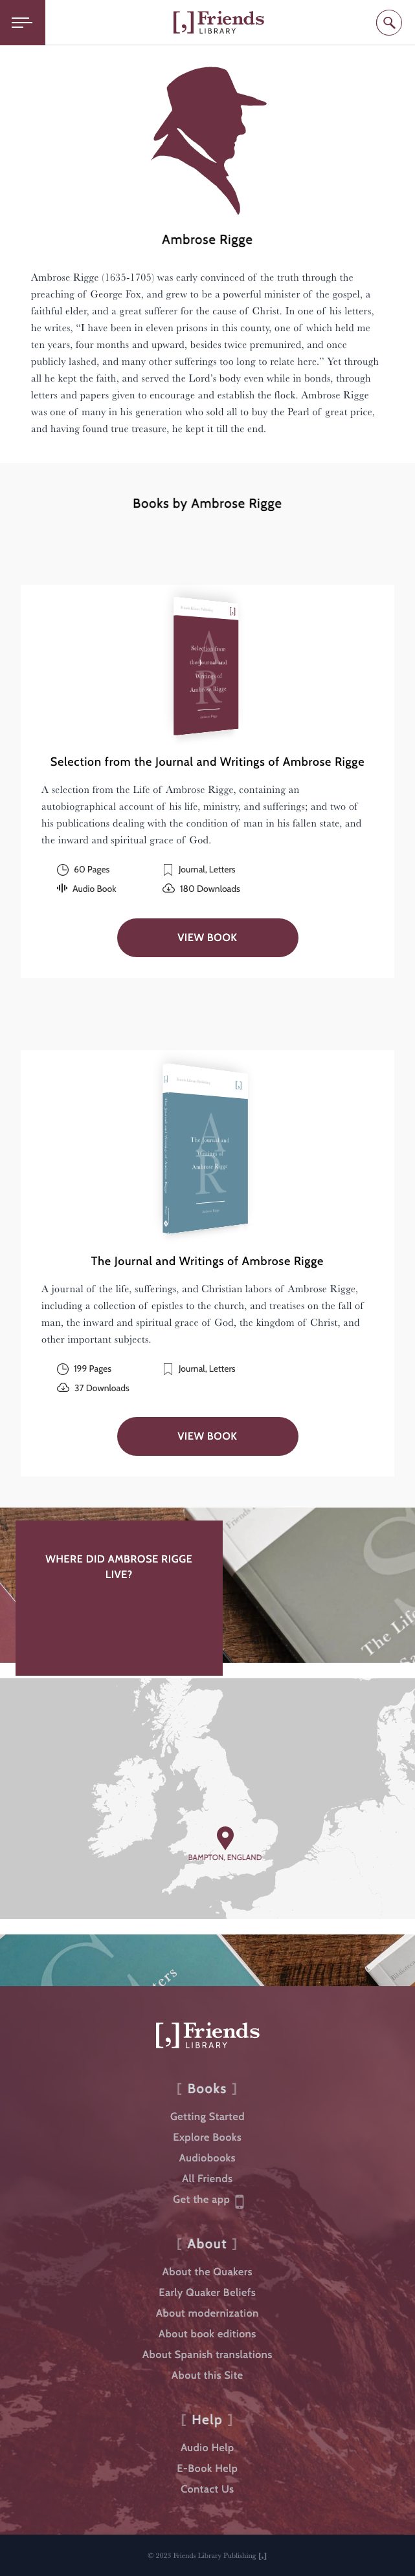 [,] Friends
LIBRARY
Ambrose Rigge
Ambrose Rigge (1635-1705) was early convinced of the truth through the
preaching of George Fox, and grew to be a powerful minister of the gospel, a
faithful elder, and a great sufferer for the cause of Christ. In one of his letters,
he writes, “I have been in eleven prisons in this county, one of which held me
ten years, four months and upward, besides twice premunired, and once
publicly lashed, and many other sufferings too long to relate here.” Yet through
all he kept the faith, and served the Lord’s body even while in bonds, through
letters and papers given to encourage and establish the flock. Ambrose Rigge
was one of many in his generation who sold all to buy the Pearl of great price,
and having found true treasure, he kept it till the end.
Books by Ambrose Rigge
[,]
AR
Selection from
the Journal and
Writings of
Ambrose Rigge
Selection from the Journal and Writings of Ambrose Rigge
A selection from the Life of Ambrose Rigge, containing an
autobiographical account of his life, ministry, and sufferings; and two of
his publications dealing with the condition of man in his fallen state, and
the inward and spiritual grace of God.
60 Pages
Journal, Letters
Audio Book
180 Downloads
VIEW BOOK
[,]
AR
The Journal and
Writings of
Ambrose Rigge
The Journal and Writings of Ambrose Rigge
A journal of the life, sufferings, and Christian labors of Ambrose Rigge,
including a collection of epistles to the church, and treatises on the fall of
man, the inward and spiritual grace of God, the kingdom of Christ, and
other important subjects.
199 Pages
Journal, Letters
37 Downloads
VIEW BOOK
WHERE DID AMBROSE RIGGE
LIVE?
The Life
BAMPTON, ENGLAND
[,] Friends
LIBRARY
[ Books ]
Getting Started
Explore Books
Audiobooks
All Friends
Get the app
[ About ]
About the Quakers
Early Quaker Beliefs
About modernization
About book editions
About Spanish translations
About this Site
[ Help ]
Audio Help
E-Book Help
Contact Us
© 2023 Friends Library Publishing [,]